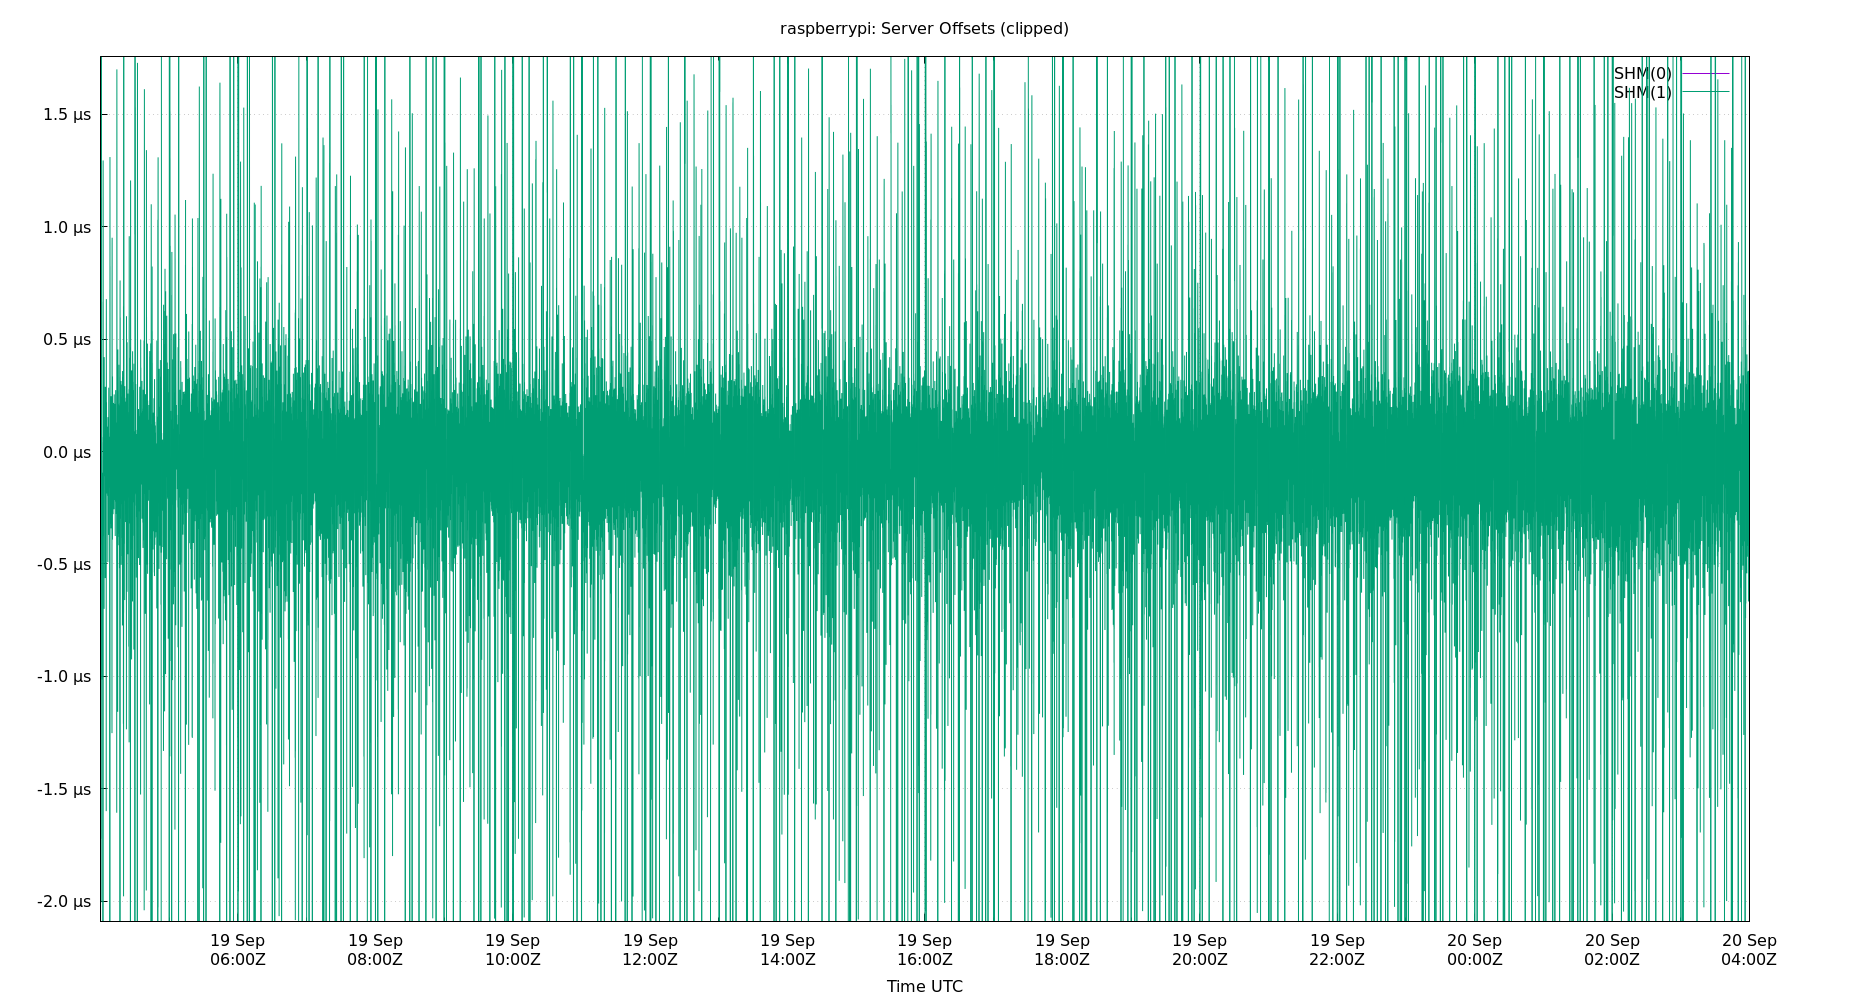 raspberrypi: Server Offsets (clipped)
SHM(0)
SHM(1)
1.5 µs
1.0 µs
0.5 µs
0.0 µs
-0.5 µs
-1.0 µs
-1.5 µs
-2.0 µs
19 Sep 19 Sep 19 Sep 19 Sep 19 Sep 19 Sep 19 Sep 19 Sep 19 Sep 20 Sep 20 Sep 20 Sep
06:00Z 08:00Z 10:00Z 12:00Z 14:00Z 16:00Z 18:00Z 20:00Z 22:00Z 00:00Z 02:00Z 04:00Z
Time UTC